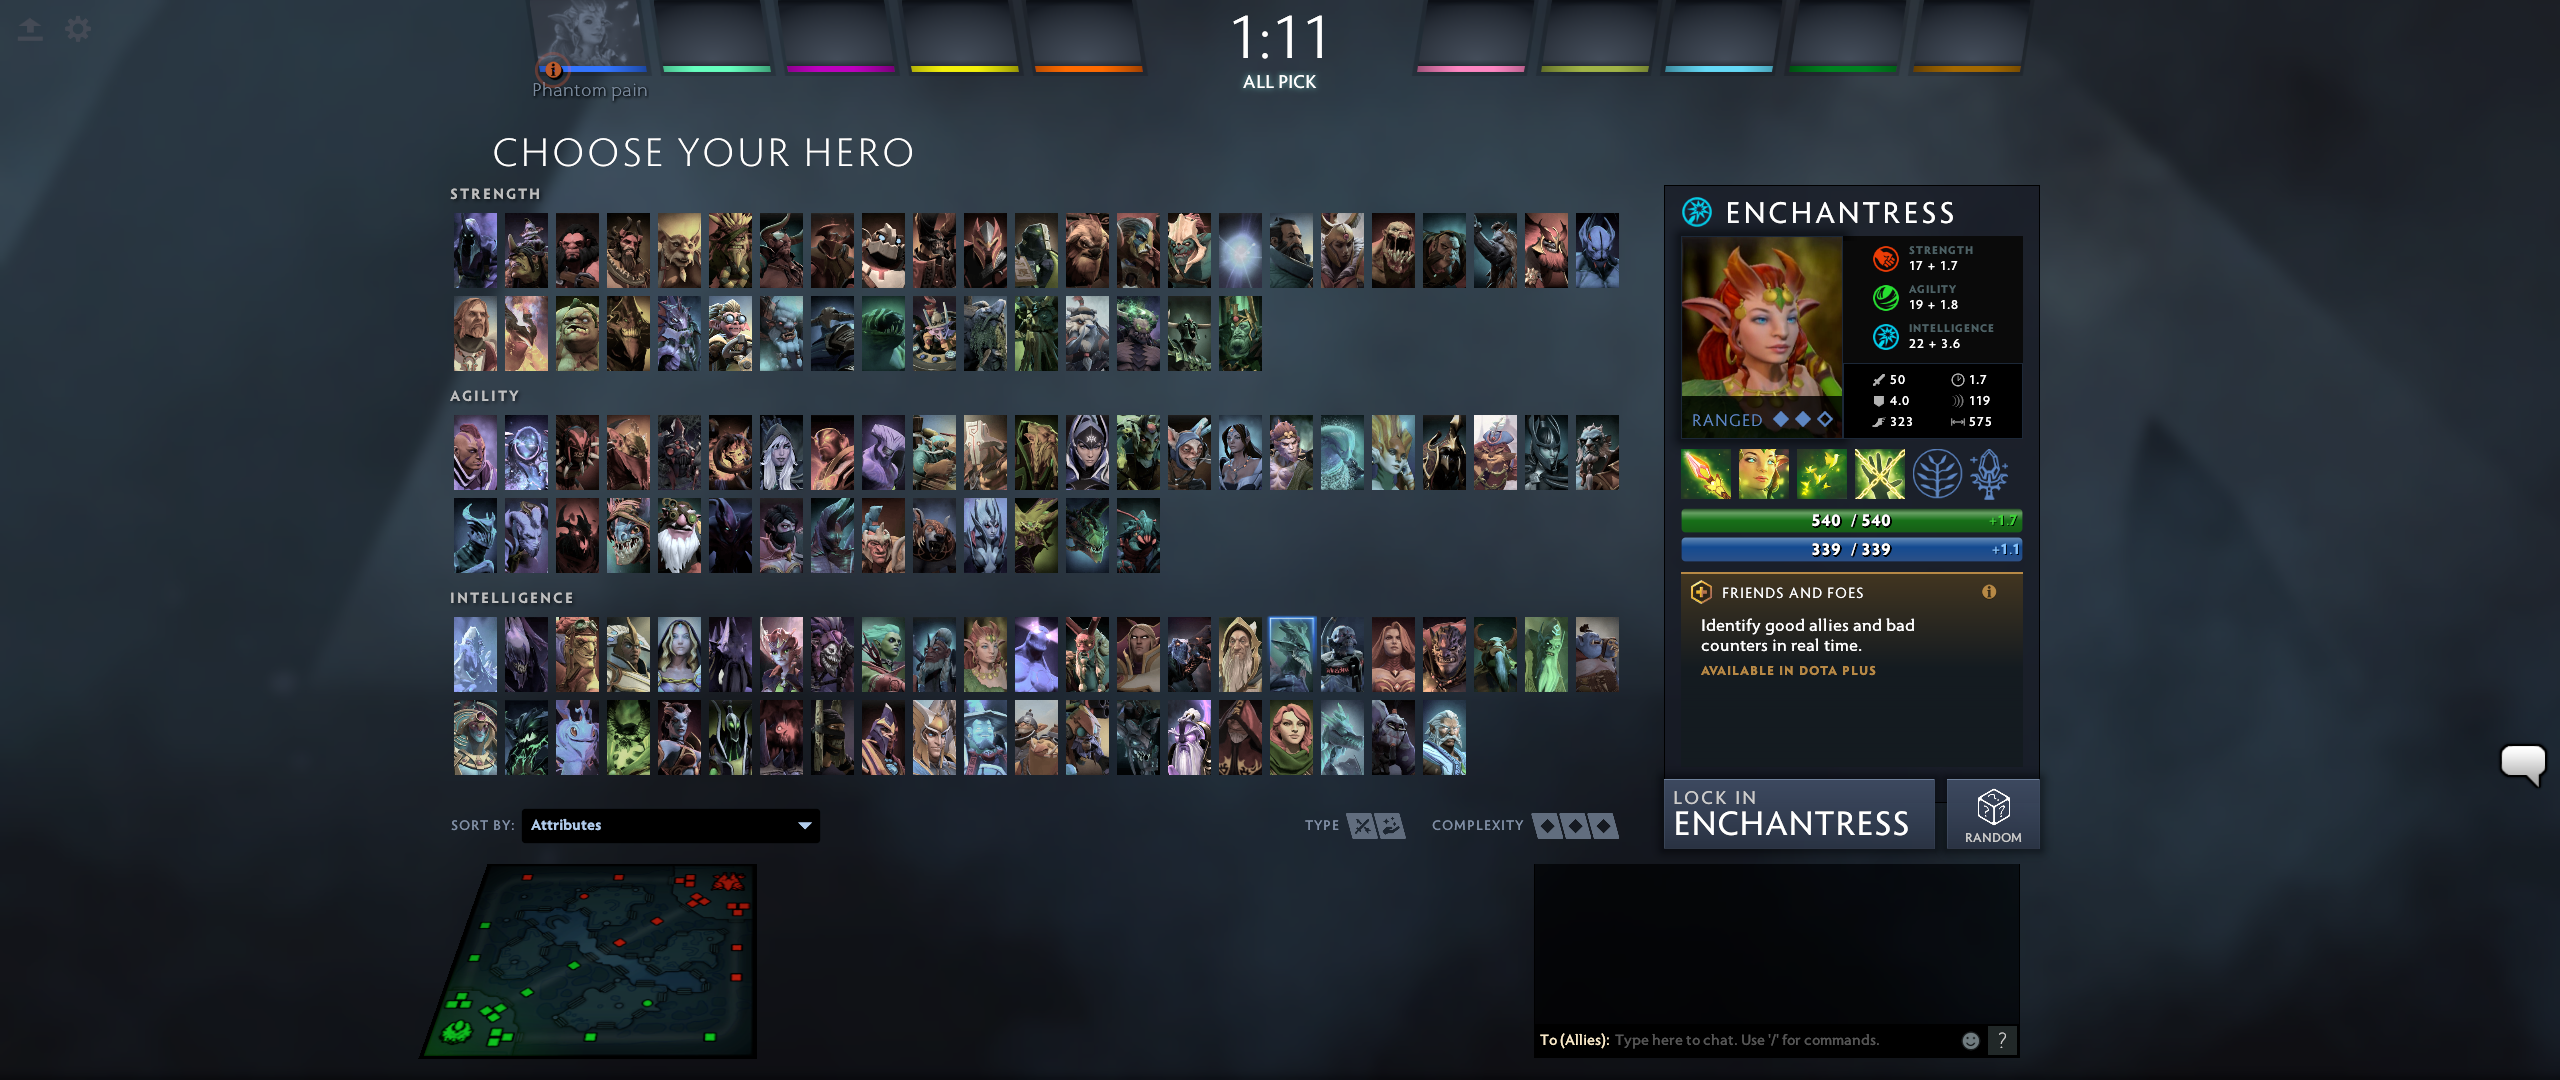 1:11
ALL PICK
Phantom pain
CHOOSE YOUR HERO
STRENGTH
AGILITY
INTELLIGENCE
SORT BY:
Attributes
TYPE
COMPLEXITY
ENCHANTRESS
STRENGTH
17 + 1.7
AGILITY
19 + 1.8
INTELLIGENCE
22 + 3.6
RANGED
50
1.7
4.0
119
323
575
540 / 540
+1.7
339 / 339
+1.1
FRIENDS AND FOES
Identify good allies and bad
counters in real time.
AVAILABLE IN DOTA PLUS
LOCK IN
ENCHANTRESS
RANDOM
To (Allies): Type here to chat. Use '/' for commands.
?